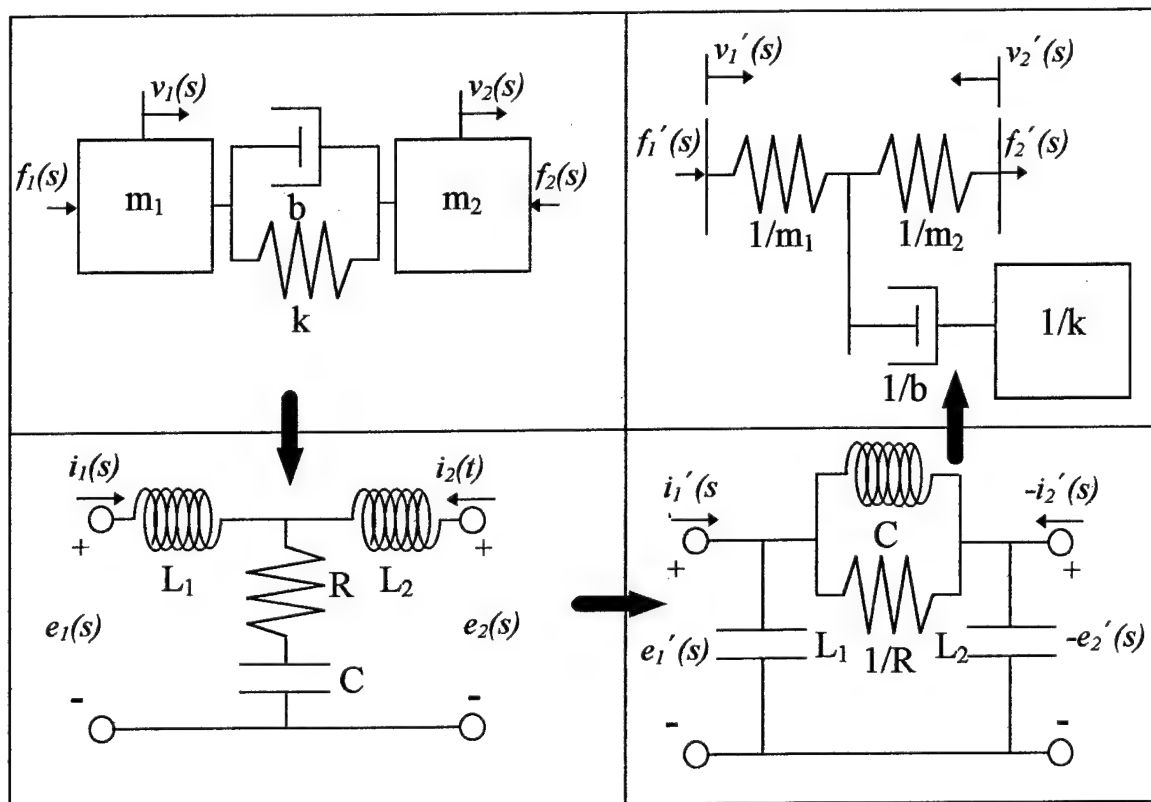 v₁(s)
v₂(s)
f₁(s)
m₁
b
m₂
f₂(s)
k
v₁′(s)
v₂′(s)
f₁′(s)
f₂′(s)
1/m₁
1/m₂
1/b
1/k
i₁(s)
i₂(t)
+
+
L₁
R
L₂
e₁(s)
e₂(s)
C
-
-
i₁′(s
-i₂′(s)
C
+
+
e₁′(s)
L₁
1/R
L₂
-e₂′(s)
-
-